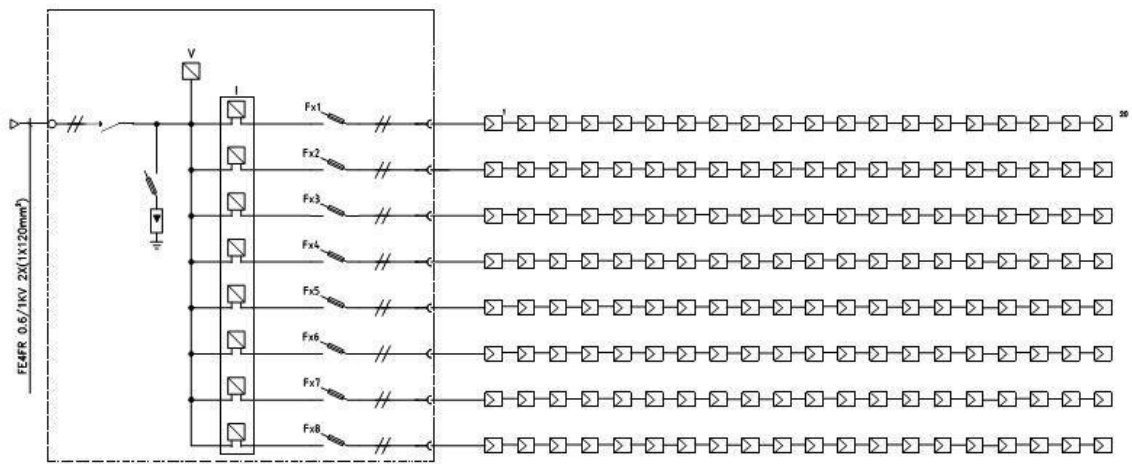 V
I
Fx1
1
20
Fx2
Fx3
Fx4
Fx5
Fx6
Fx7
Fx8
FE4FR 0.6/1KV 2X(1X120mm²)